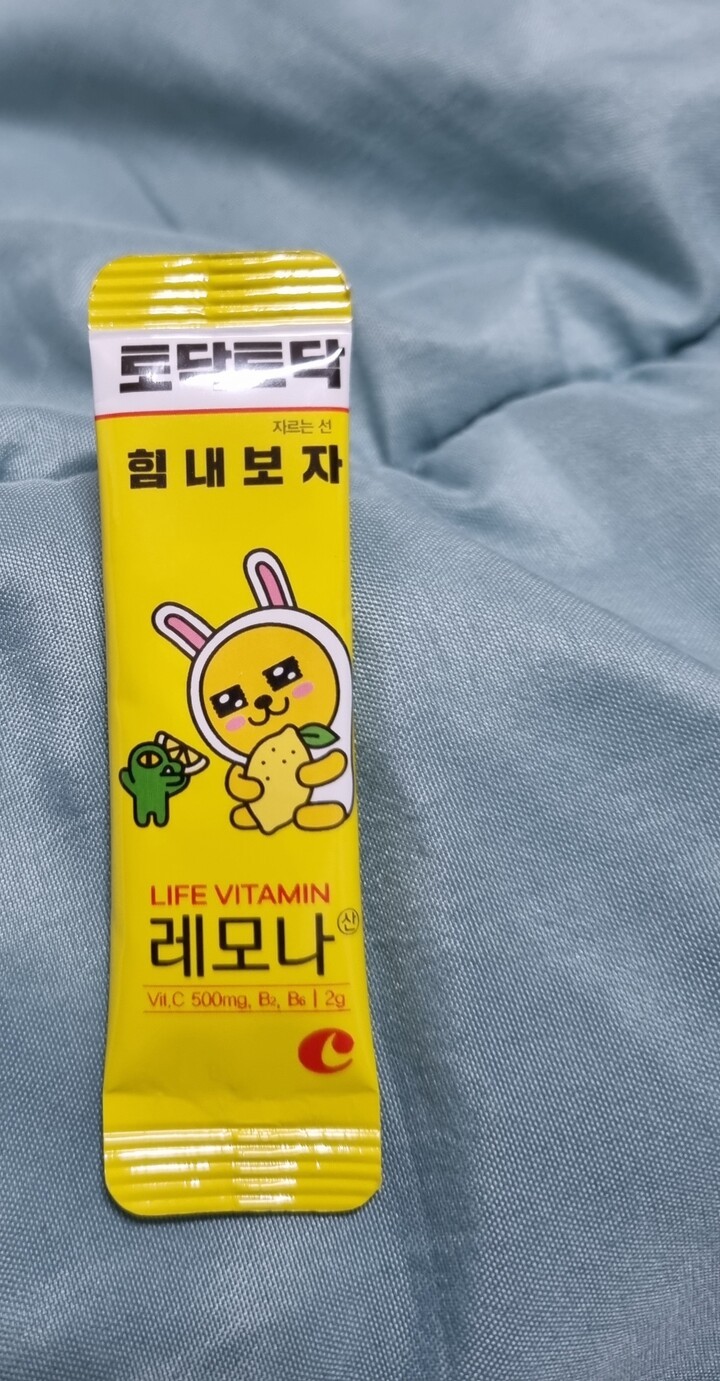 토닥토닥
자르는 선
힘내보자
LIFE VITAMIN
레모나 산
Vit.C 500mg, B₂, B₆ | 2g